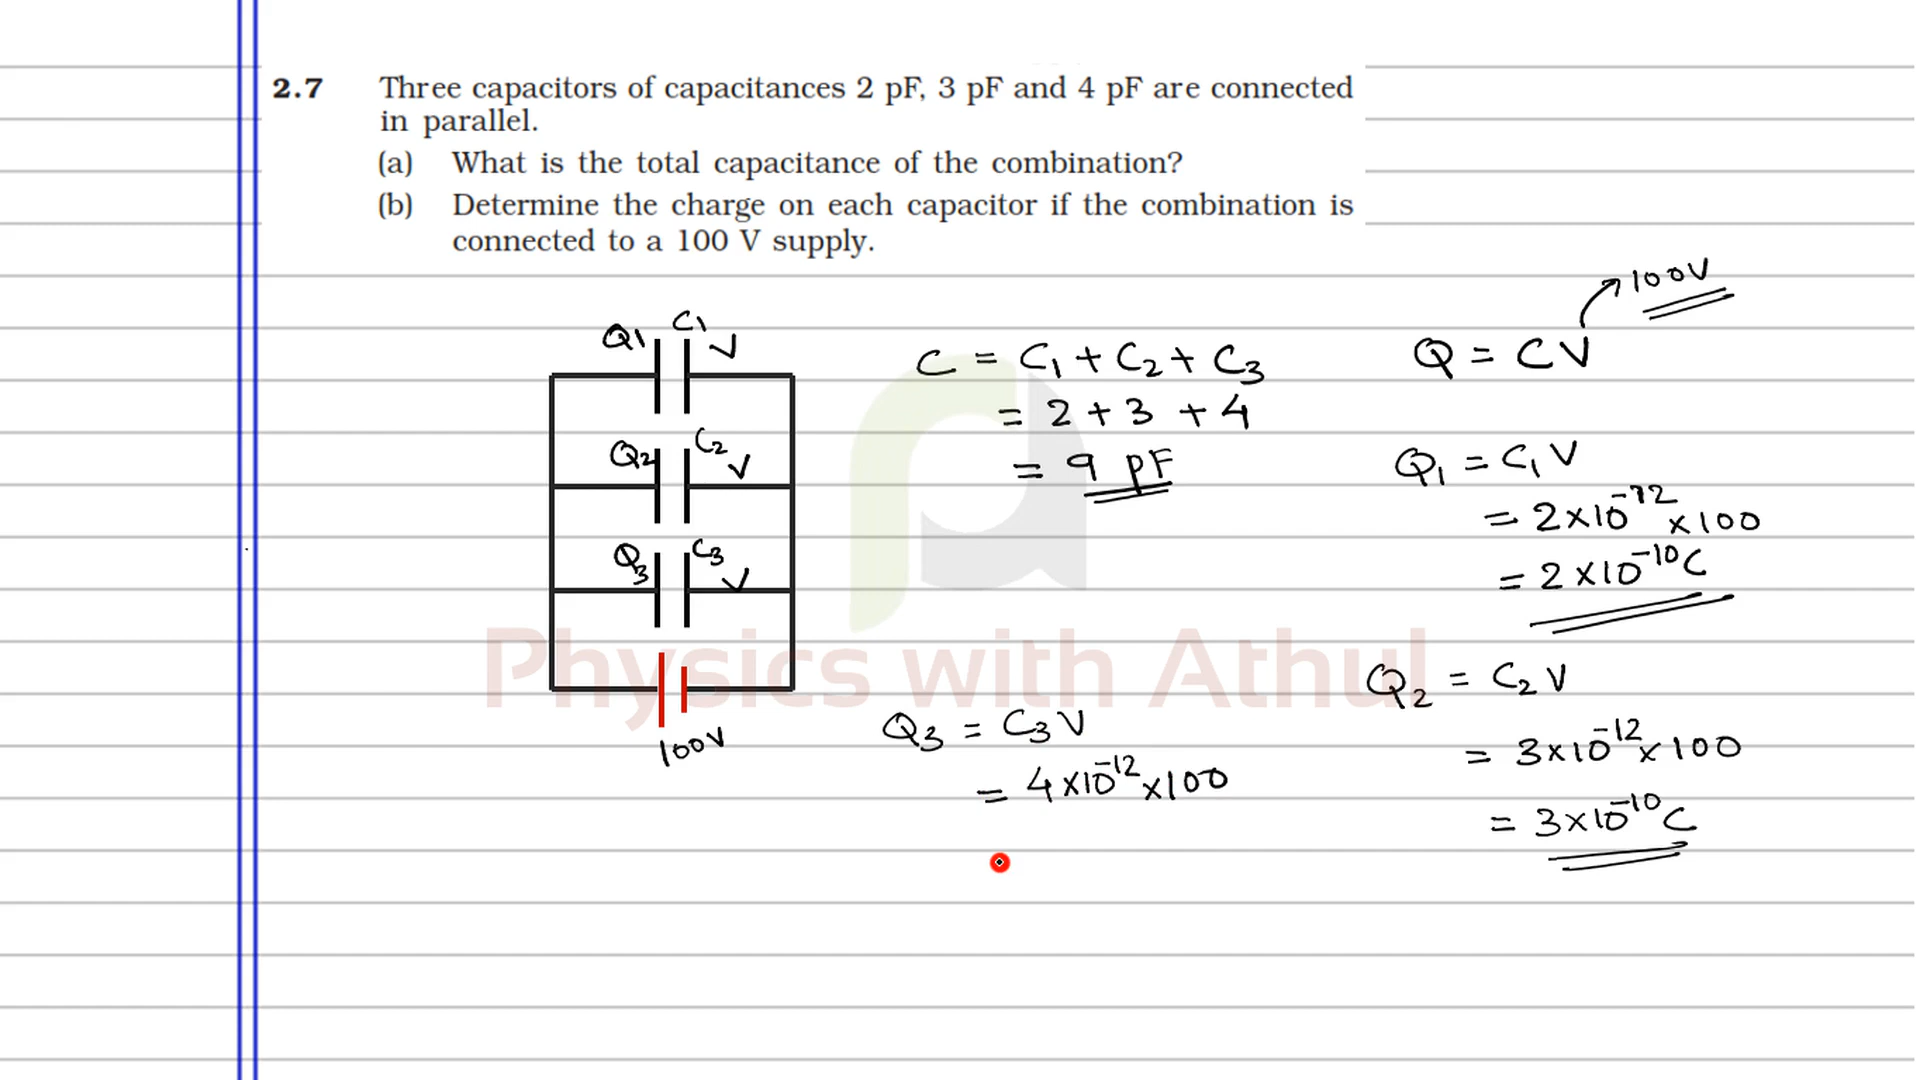 2.7 Three capacitors of capacitances 2 pF, 3 pF and 4 pF are connected
in parallel.
(a) What is the total capacitance of the combination?
(b) Determine the charge on each capacitor if the combination is
connected to a 100 V supply.
Q1 C1 V
Q2 C2 V
Q3 C3 V
100V
C = C₁ + C₂ + C₃
= 2 + 3 + 4
= 9 pF
100V
Q = CV
Q₁ = C₁V
= 2×10⁻¹² ×100
= 2×10⁻¹⁰C
Q₂ = C₂V
= 3×10⁻¹²×100
= 3×10⁻¹⁰C
Q₃ = C₃V
= 4×10⁻¹²×100
Physics with Athul